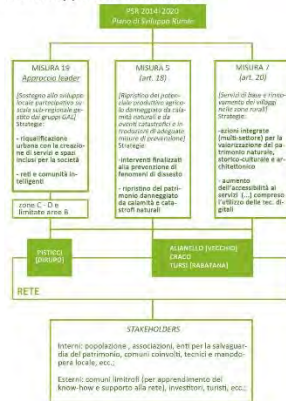 PSR 2014-2020
Piano di Sviluppo Rurale
MISURA 19
Approccio leader
[Sostegno allo sviluppo
locale partecipativo su
scala sub-regionale ge-
stito dai gruppi GAL]
Strategie:
- riqualificazione
urbana con la creazio-
ne di servizi e spazi
inclusi per la società
- reti e comunità in-
telligenti
zone C - D e
limitate aree B
MISURA 5
(art. 18)
[Ripristino del poten-
ziale produttivo agrico-
lo danneggiato da cala-
mità naturali e da
eventi catastrofici e in-
troduzioni di adeguate
misure di prevenzione]
Strategie:
- interventi finalizzati
alla prevenzione di
fenomeni di dissesto
- ripristino del patri-
monio danneggiato
da calamità e cata-
strofi naturali
MISURA 7
(art. 20)
[Servizi di base e rinno-
vamento dei villaggi
nelle zone rurali]
Strategie:
-azioni integrate
(multi-settore) per la
valorizzazione del pa-
trimonio naturale,
storico-culturale e ar-
chitettonico
- aumento
dell'accessibilità ai
servizi (...) compreso
l'utilizzo delle tec. di-
gitali
PISTICCI
[DIRUPO]
ALIANELLO [VECCHIO]
CRACO
TURSI [RABATANA]
RETE
STAKEHOLDERS
Interni: popolazione, associazioni, enti per la salvaguar-
dia del patrimonio, comuni coinvolti, tecnici e manodo-
pera locale, etc.;
Esterni: comuni limitrofi (per apprendimento del
know-how e supporto alla rete), investitori, turisti, etc.;